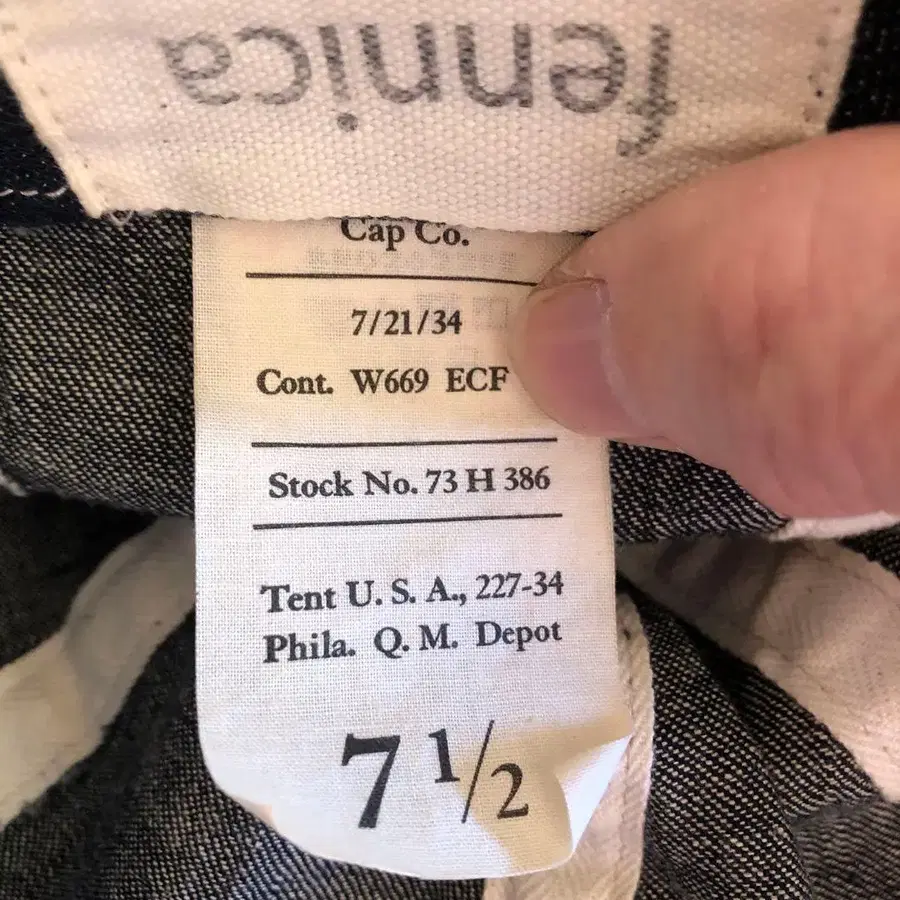 fennica
Cap Co.
7/21/34
Cont. W669 ECF
Stock No. 73 H 386
Tent U. S. A., 227-34
Phila. Q. M. Depot
7 1/2